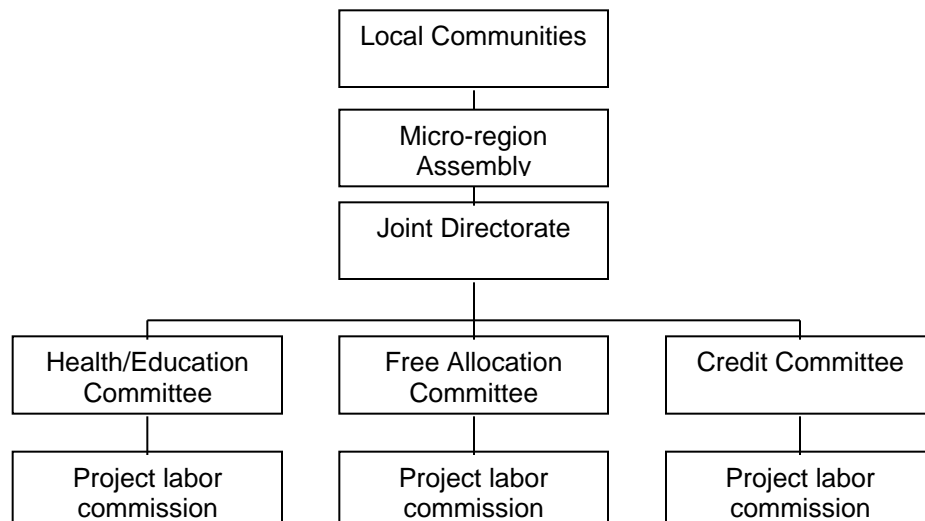 Local Communities
Micro-region
Assembly
Joint Directorate
Health/Education
Committee
Free Allocation
Committee
Credit Committee
Project labor
commission
Project labor
commission
Project labor
commission